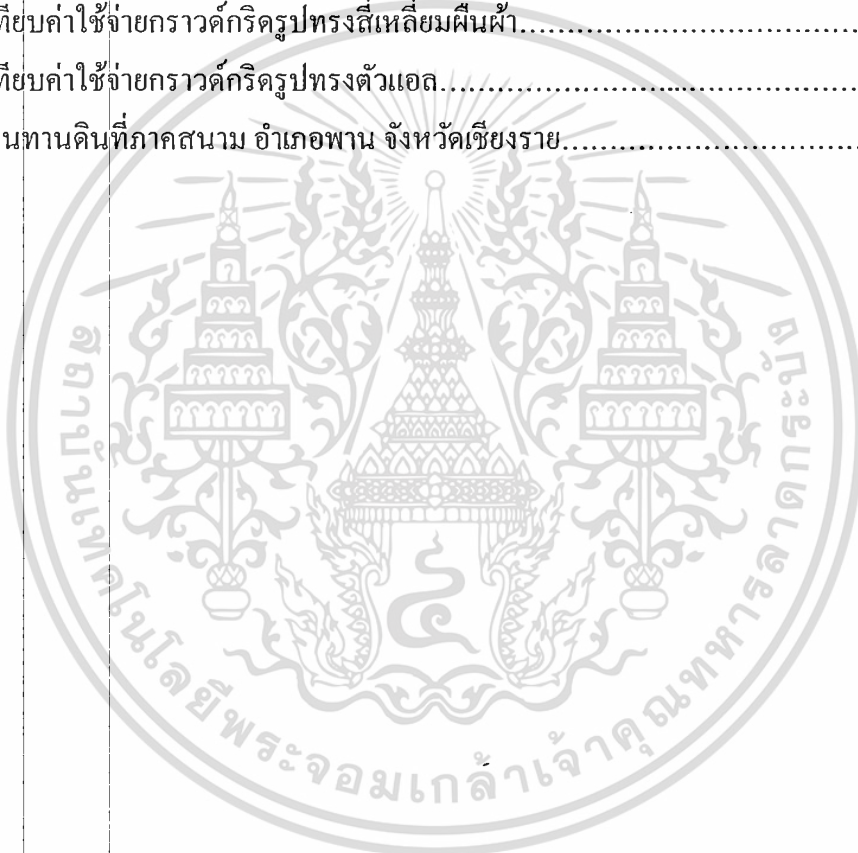 ทียบค่าใช้จ่ายกราวด์กริดรูปทรงสี่เหลี่ยมผืนผ้า
ทียบค่าใช้จ่ายกราวด์กริดรูปทรงตัวแอล
นทานดินที่ภาคสนาม อำเภอพาน จังหวัดเชียงราย
สถาบันเทคโนโลยีพระจอมเกล้าเจ้าคุณทหารลาดกระบัง